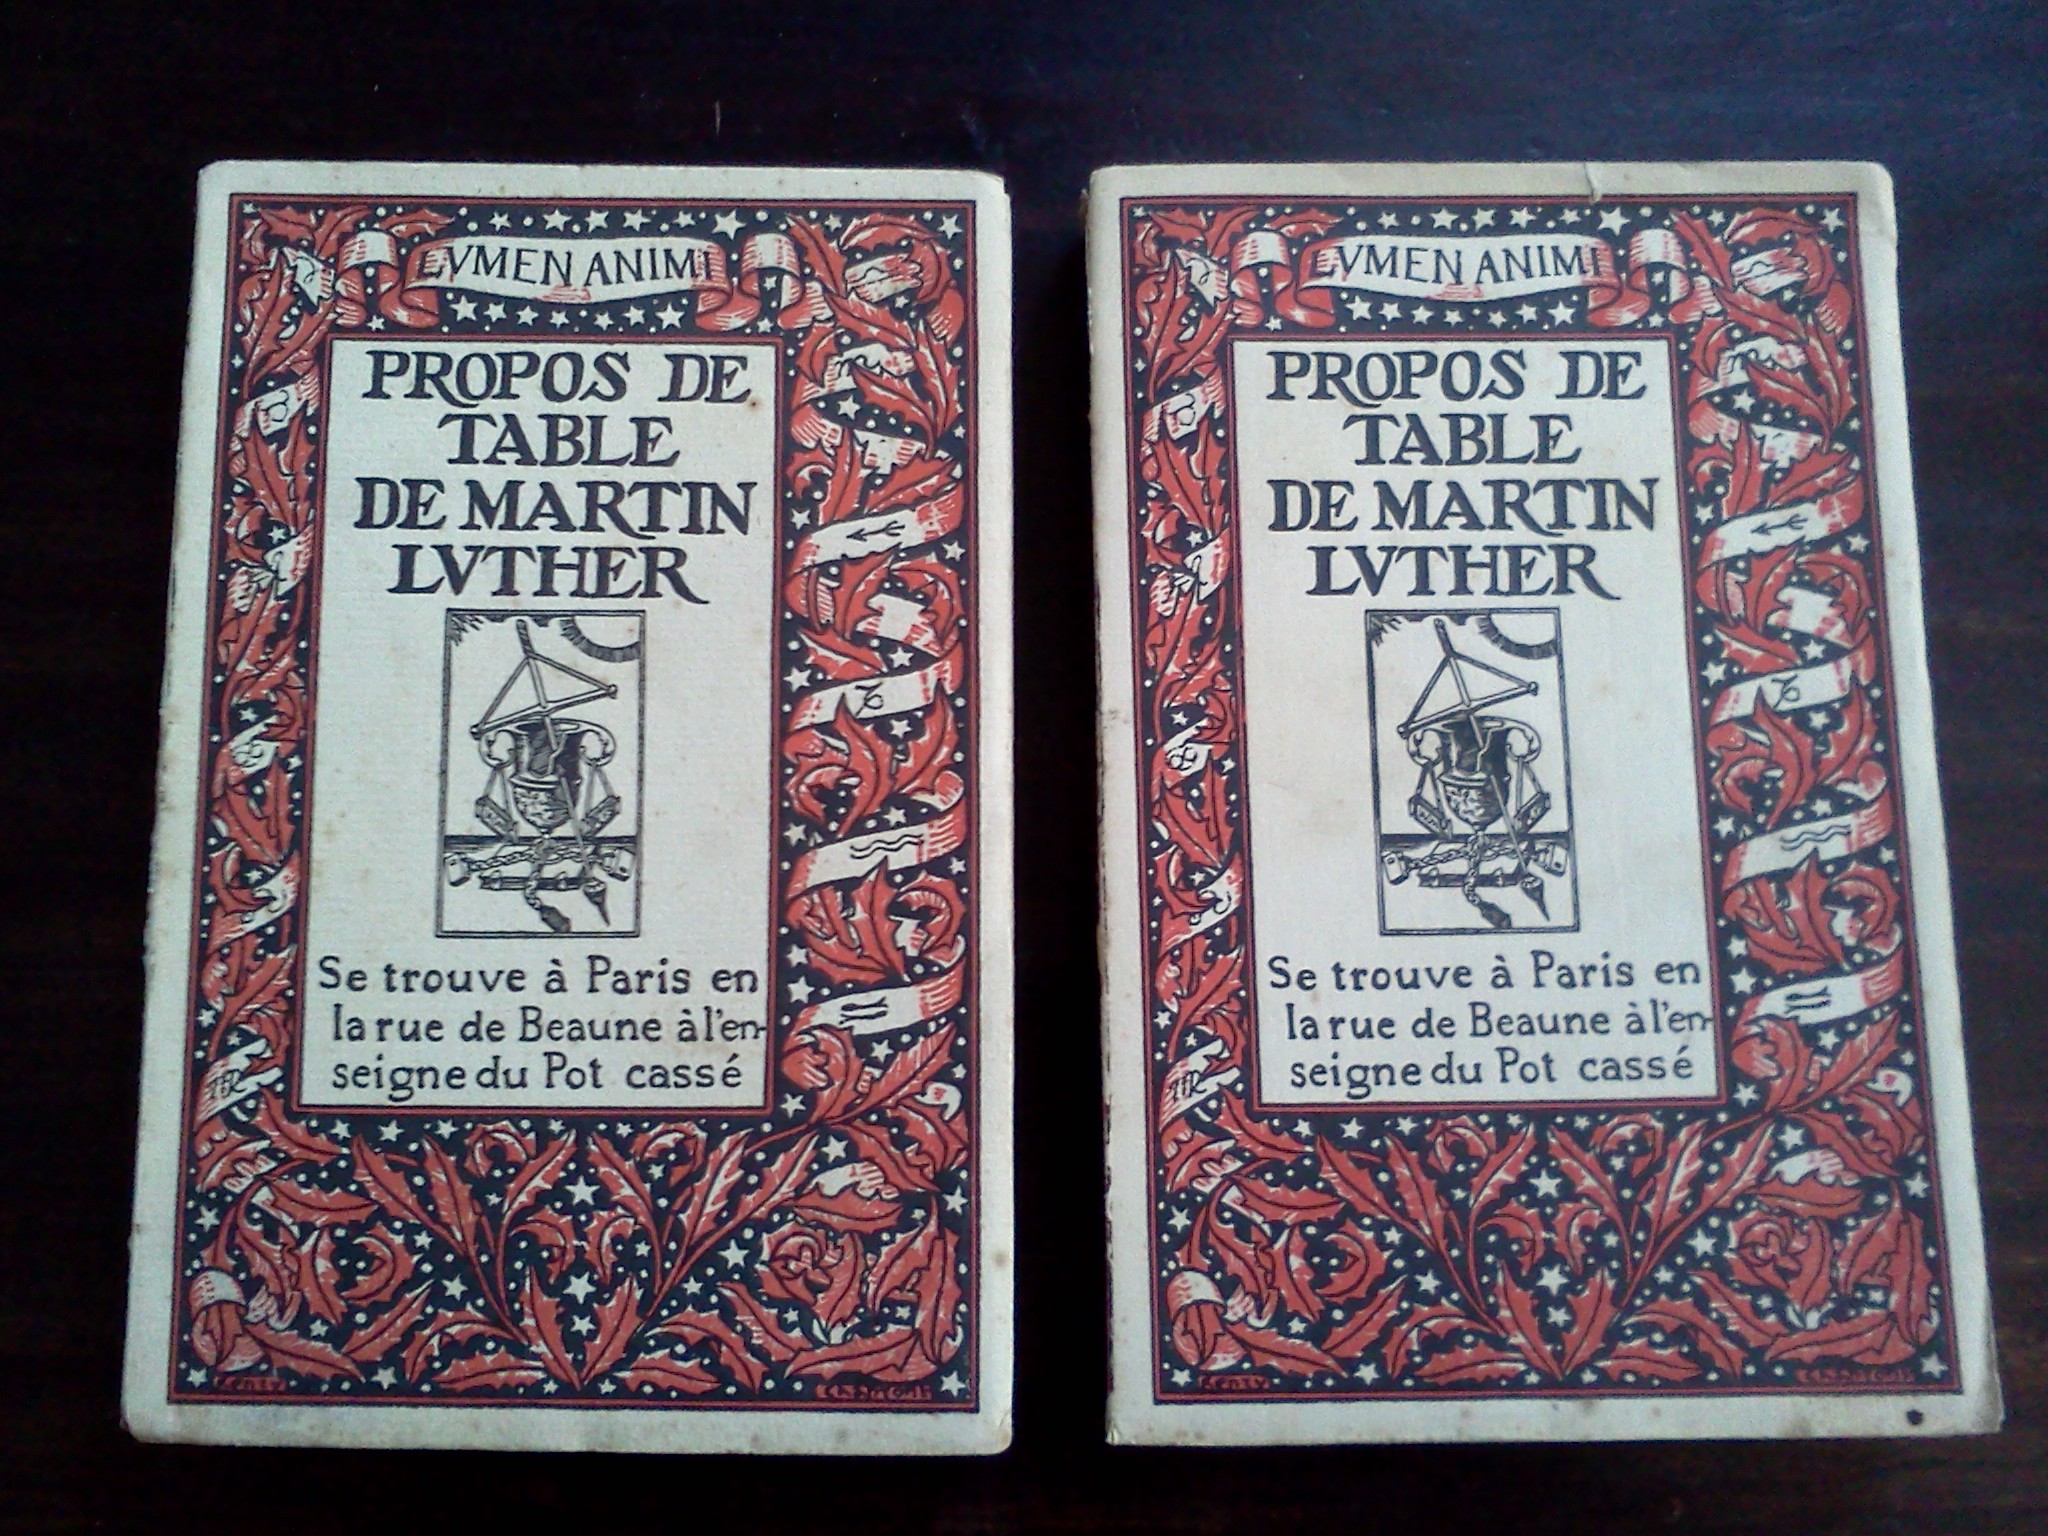 LVMEN ANIMI
PROPOS DE
TABLE
DE MARTIN
LVTHER
Se trouve à Paris en
la rue de Beaune à l'en-
seigne du Pot cassé
LVMEN ANIMI
PROPOS DE
TABLE
DE MARTIN
LVTHER
Se trouve à Paris en
la rue de Beaune à l'en-
seigne du Pot cassé